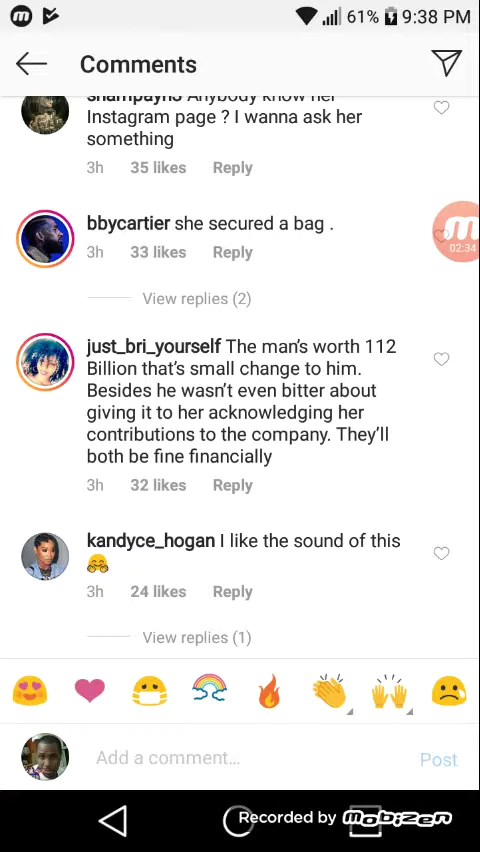 61% 9:38 PM
Comments
shampayn3 Anybody know her
Instagram page ? I wanna ask her
something
3h 35 likes Reply
bbycartier she secured a bag .
02:34
3h 33 likes Reply
View replies (2)
just_bri_yourself The man's worth 112
Billion that's small change to him.
Besides he wasn't even bitter about
giving it to her acknowledging her
contributions to the company. They'll
both be fine financially
3h 32 likes Reply
kandyce_hogan I like the sound of this
3h 24 likes Reply
View replies (1)
Add a comment... Post
Recorded by mobizen